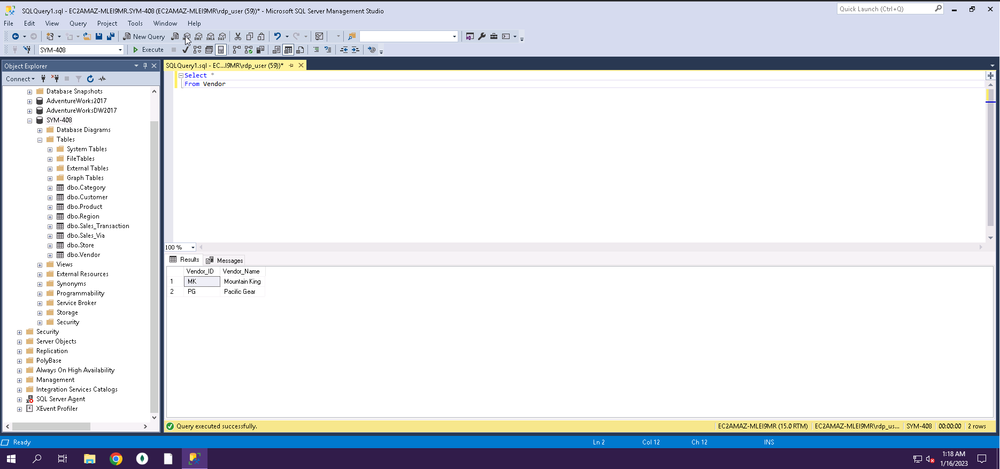 SQLQuery1.sql - EC2AMAZ-MLEI9MR.SYM-408 (EC2AMAZ-MLEI9MR\rdp_user (59))* - Microsoft SQL Server Management Studio
Quick Launch (Ctrl+Q)
File Edit View Query Project Tools Window Help
New Query DMX XMLA DAX
SYM-408 Execute
Object Explorer
SQLQuery1.sql - EC...I9MR\rdp_user (59))*
Connect
Select *
From Vendor
Database Snapshots
AdventureWorks2017
AdventureWorksDW2017
SYM-408
Database Diagrams
Tables
System Tables
FileTables
External Tables
Graph Tables
dbo.Category
dbo.Customer
dbo.Product
dbo.Region
dbo.Sales_Transaction
dbo.Sales_Via
dbo.Store
dbo.Vendor
Views
External Resources
Synonyms
Programmability
Service Broker
Storage
Security
Security
Server Objects
Replication
PolyBase
Always On High Availability
Management
Integration Services Catalogs
SQL Server Agent
XEvent Profiler
100 %
Results Messages
Vendor_ID Vendor_Name
1 MK Mountain King
2 PG Pacific Gear
Query executed successfully. EC2AMAZ-MLEI9MR (15.0 RTM) EC2AMAZ-MLEI9MR\rdp_us... SYM-408 00:00:00 2 rows
Ready Ln 2 Col 12 Ch 12 INS
1:18 AM
1/16/2023